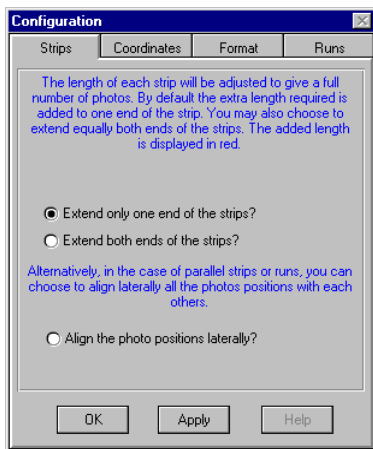 Configuration
Strips Coordinates Format Runs
The length of each strip will be adjusted to give a full
number of photos. By default the extra length required is
added to one end of the strip. You may also choose to
extend equally both ends of the strips. The added length
is displayed in red.
Extend only one end of the strips?
Extend both ends of the strips?
Alternatively, in the case of parallel strips or runs, you can
choose to align laterally all the photos positions with each
others.
Align the photo positions laterally?
OK Apply Help